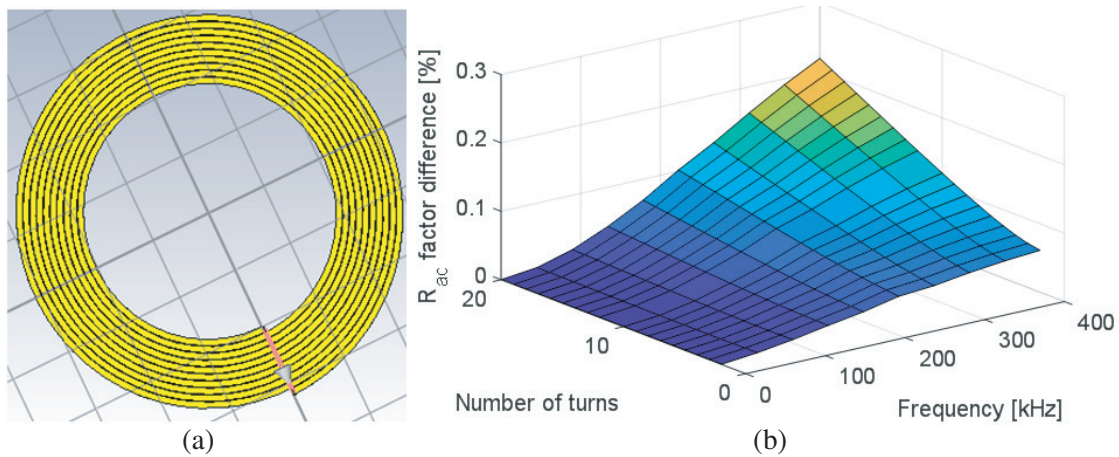 R_ac factor difference [%]
0.3
0.2
0.1
0
20
10
0
Number of turns
0
100
200
300
400
Frequency [kHz]
(a)
(b)